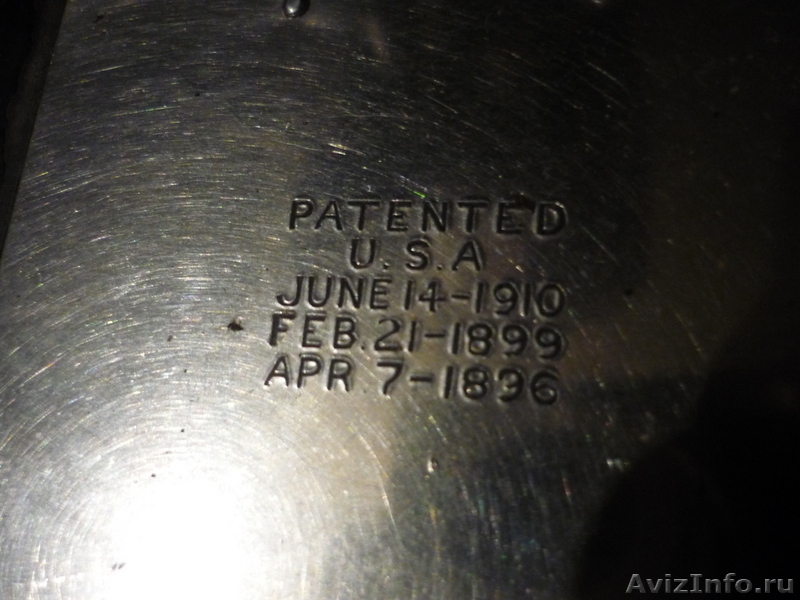 PATENTED
U.S.A
JUNE 14-1910
FEB. 21-1899
APR 7-1896
AvizInfo.ru